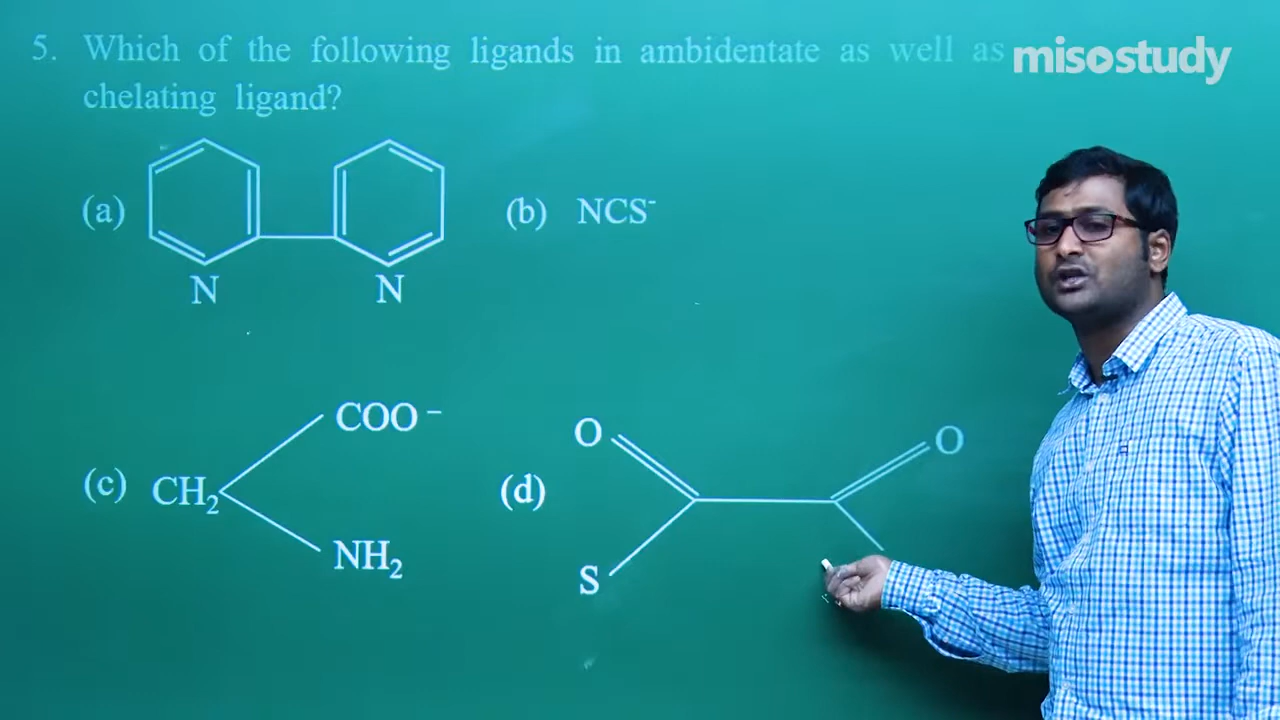 5. Which of the following ligands in ambidentate as well as
misostudy
chelating ligand?
(a)
N
N
(b) NCS⁻
(c) CH₂
COO⁻
NH₂
(d)
O
O
S